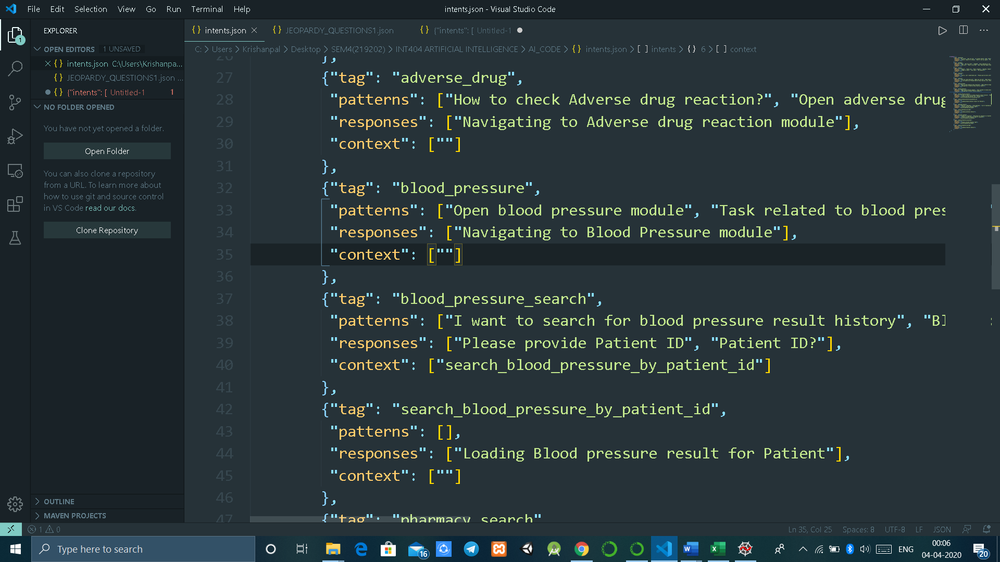 File Edit Selection View Go Run Terminal Help
intents.json - Visual Studio Code
EXPLORER
OPEN EDITORS 1 UNSAVED
intents.json C:\Users\Krishanpa...
JEOPARDY_QUESTIONS1.json ...
{"intents": [ Untitled-1 1
NO FOLDER OPENED
You have not yet opened a folder.
Open Folder
You can also clone a repository
from a URL. To learn more about
how to use git and source control
in VS Code read our docs.
Clone Repository
OUTLINE
MAVEN PROJECTS
{} intents.json
{} JEOPARDY_QUESTIONS1.json
{} {"intents": [ Untitled-1
C: > Users > Krishanpal > Desktop > SEM4(219202) > INT404 ARTIFICIAL INTELLIGENCE > AI_CODE > {} intents.json > [ ] intents > {} 6 > [ ] context
26 },
27 {"tag": "adverse_drug",
28 "patterns": ["How to check Adverse drug reaction?", "Open adverse drug
29 "responses": ["Navigating to Adverse drug reaction module"],
30 "context": [""]
31 },
32 {"tag": "blood_pressure",
33 "patterns": ["Open blood pressure module", "Task related to blood pres
34 "responses": ["Navigating to Blood Pressure module"],
35 "context": [""]
36 },
37 {"tag": "blood_pressure_search",
38 "patterns": ["I want to search for blood pressure result history", "Bl
39 "responses": ["Please provide Patient ID", "Patient ID?"],
40 "context": ["search_blood_pressure_by_patient_id"]
41 },
42 {"tag": "search_blood_pressure_by_patient_id",
43 "patterns": [],
44 "responses": ["Loading Blood pressure result for Patient"],
45 "context": [""]
46 },
47 {"tag": "pharmacy_search"
1 0
Ln 35, Col 25 Spaces: 8 UTF-8 LF JSON
Type here to search
16
ENG
00:06
04-04-2020
20